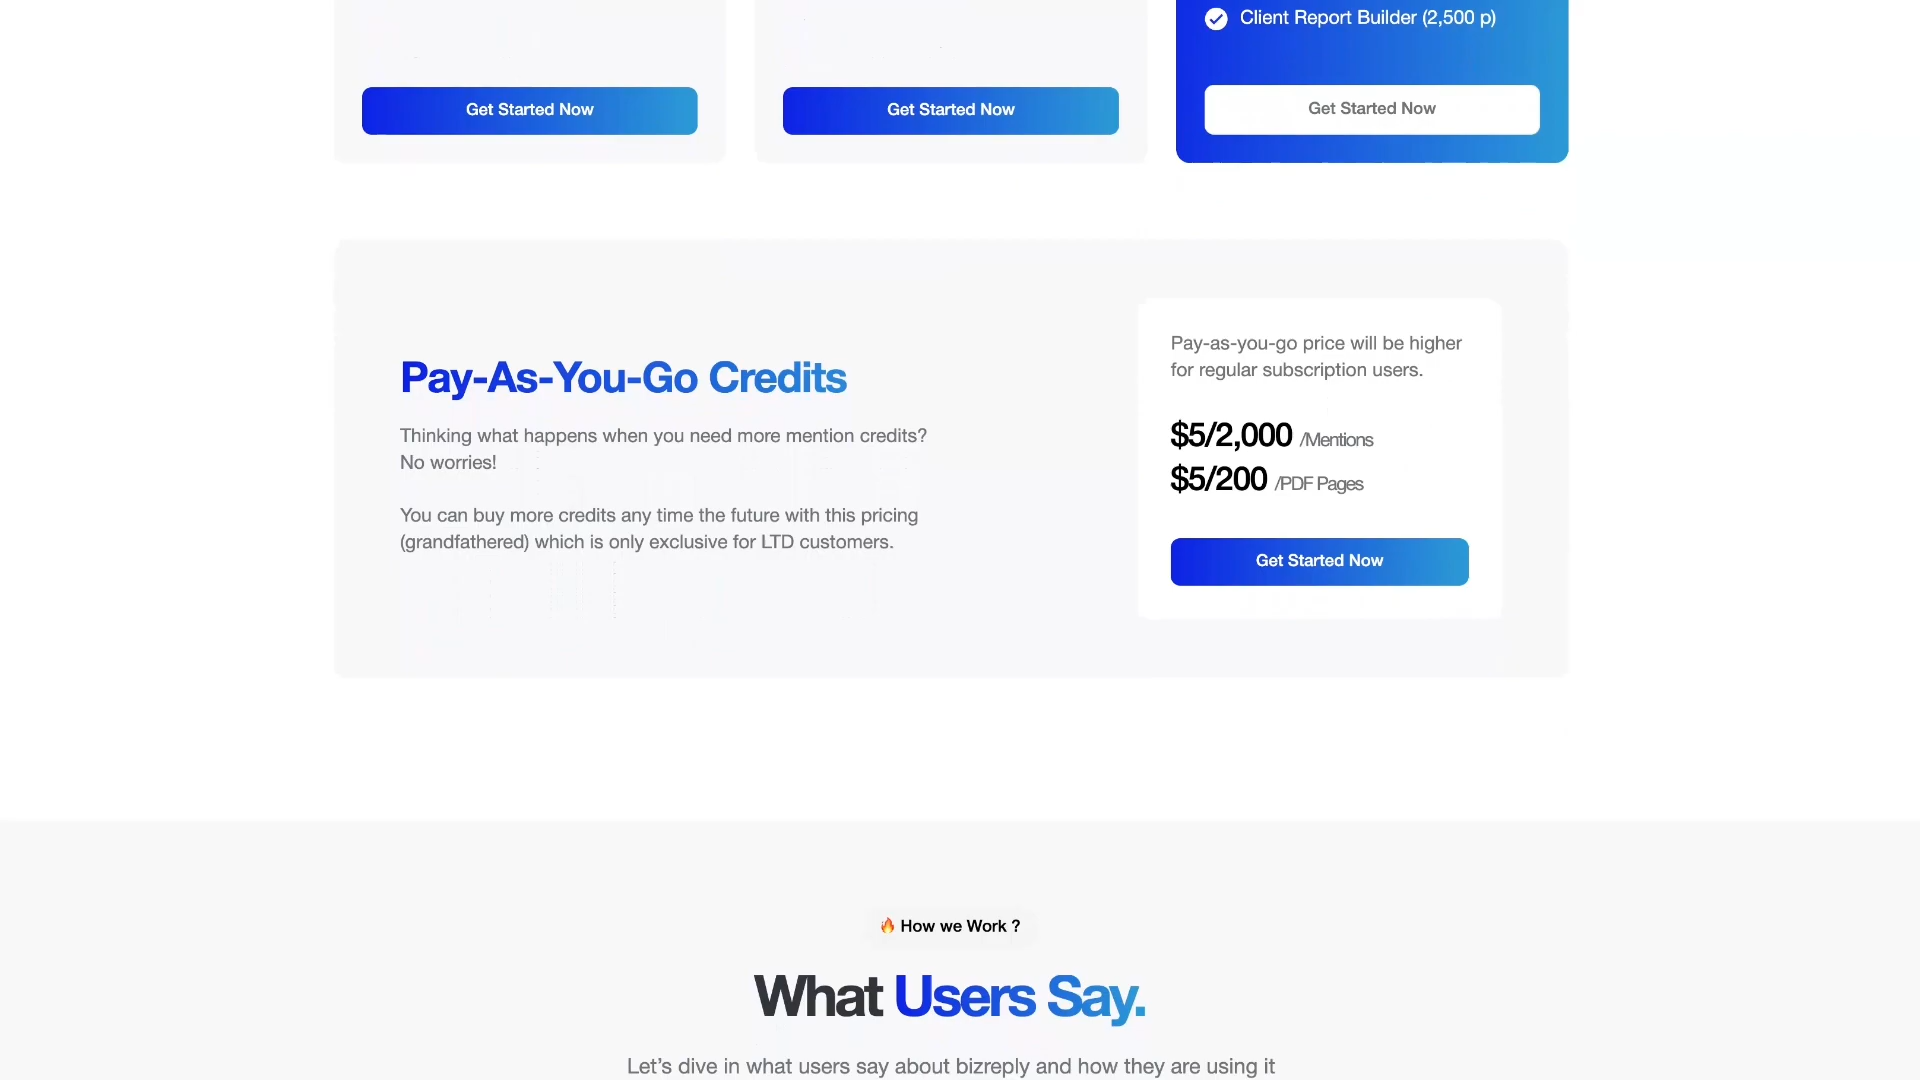 Client Report Builder (2,500 p)
Get Started Now
Get Started Now
Get Started Now
Pay-As-You-Go Credits
Thinking what happens when you need more mention credits?
No worries!
You can buy more credits any time the future with this pricing
(grandfathered) which is only exclusive for LTD customers.
Pay-as-you-go price will be higher
for regular subscription users.
$5/2,000 /Mentions
$5/200 /PDF Pages
Get Started Now
🔥 How we Work ?
What Users Say.
Let's dive in what users say about bizreply and how they are using it